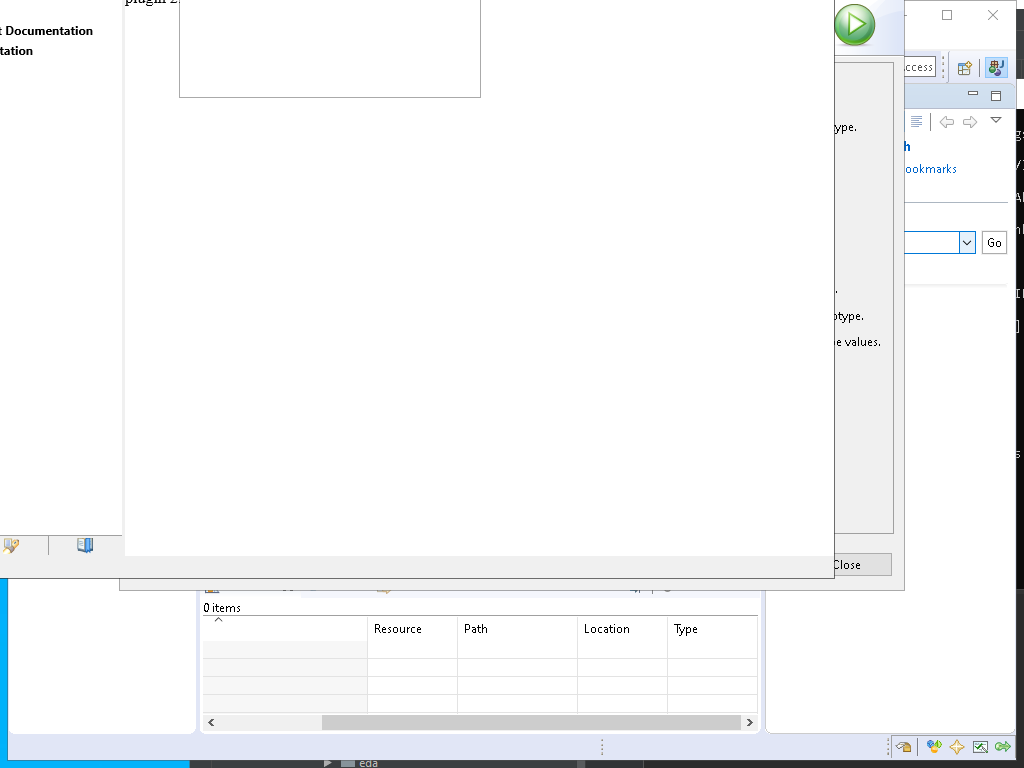 plugin 2.
t Documentation
tation
ccess
ype.
h
ookmarks
Go
.
otype.
e values.
Close
0 items
Resource Path Location Type
eda